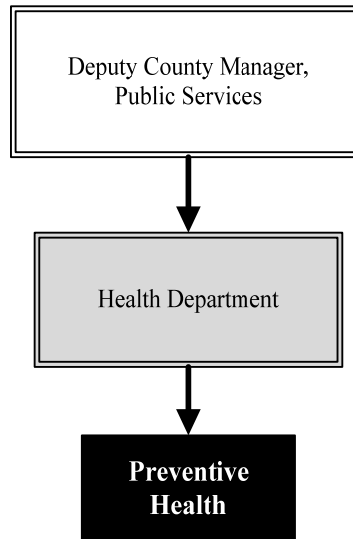 Deputy County Manager,
Public Services
Health Department
Preventive
Health